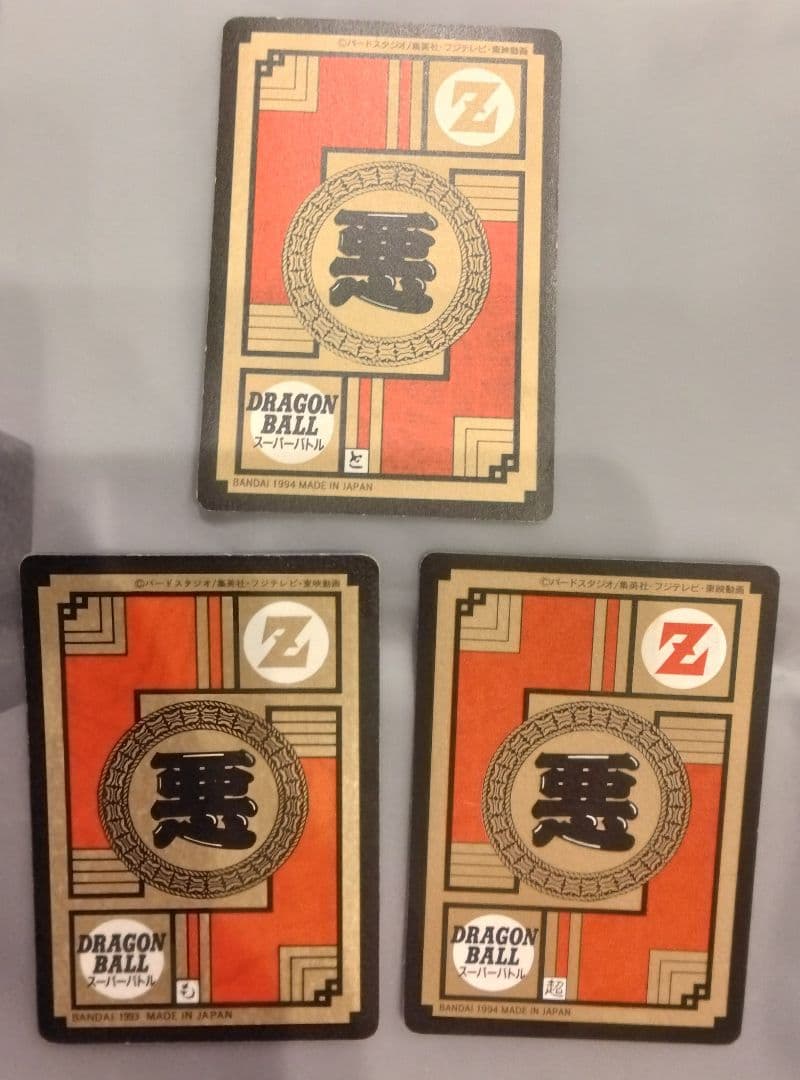 ©バードスタジオ/集英社・フジテレビ・東映動画
Z
悪
DRAGON
BALL
スーパーバトル
と
BANDAI 1994 MADE IN JAPAN
©バードスタジオ/集英社・フジテレビ・東映動画
Z
悪
DRAGON
BALL
スーパーバトル
も
BANDAI 1993 MADE IN JAPAN
©バードスタジオ/集英社・フジテレビ・東映動画
Z
悪
DRAGON
BALL
スーパーバトル
超
BANDAI 1994 MADE IN JAPAN